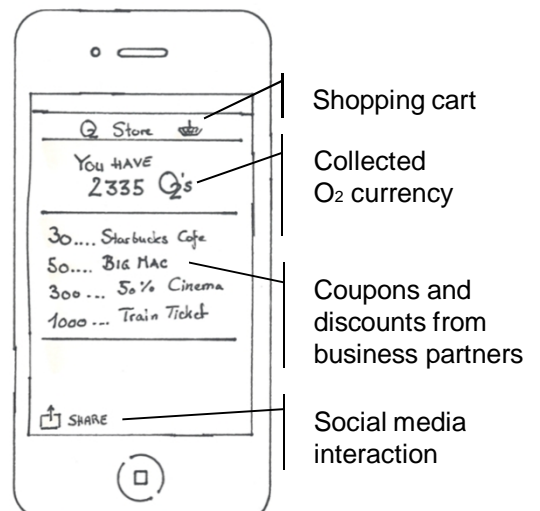 O₂ Store
YOU HAVE
2335 O₂'s
30.... Starbucks Cafe
50.... BIG MAC
300 ... 50% Cinema
1000 ... Train Ticket
SHARE
Shopping cart
Collected
O₂ currency
Coupons and
discounts from
business partners
Social media
interaction